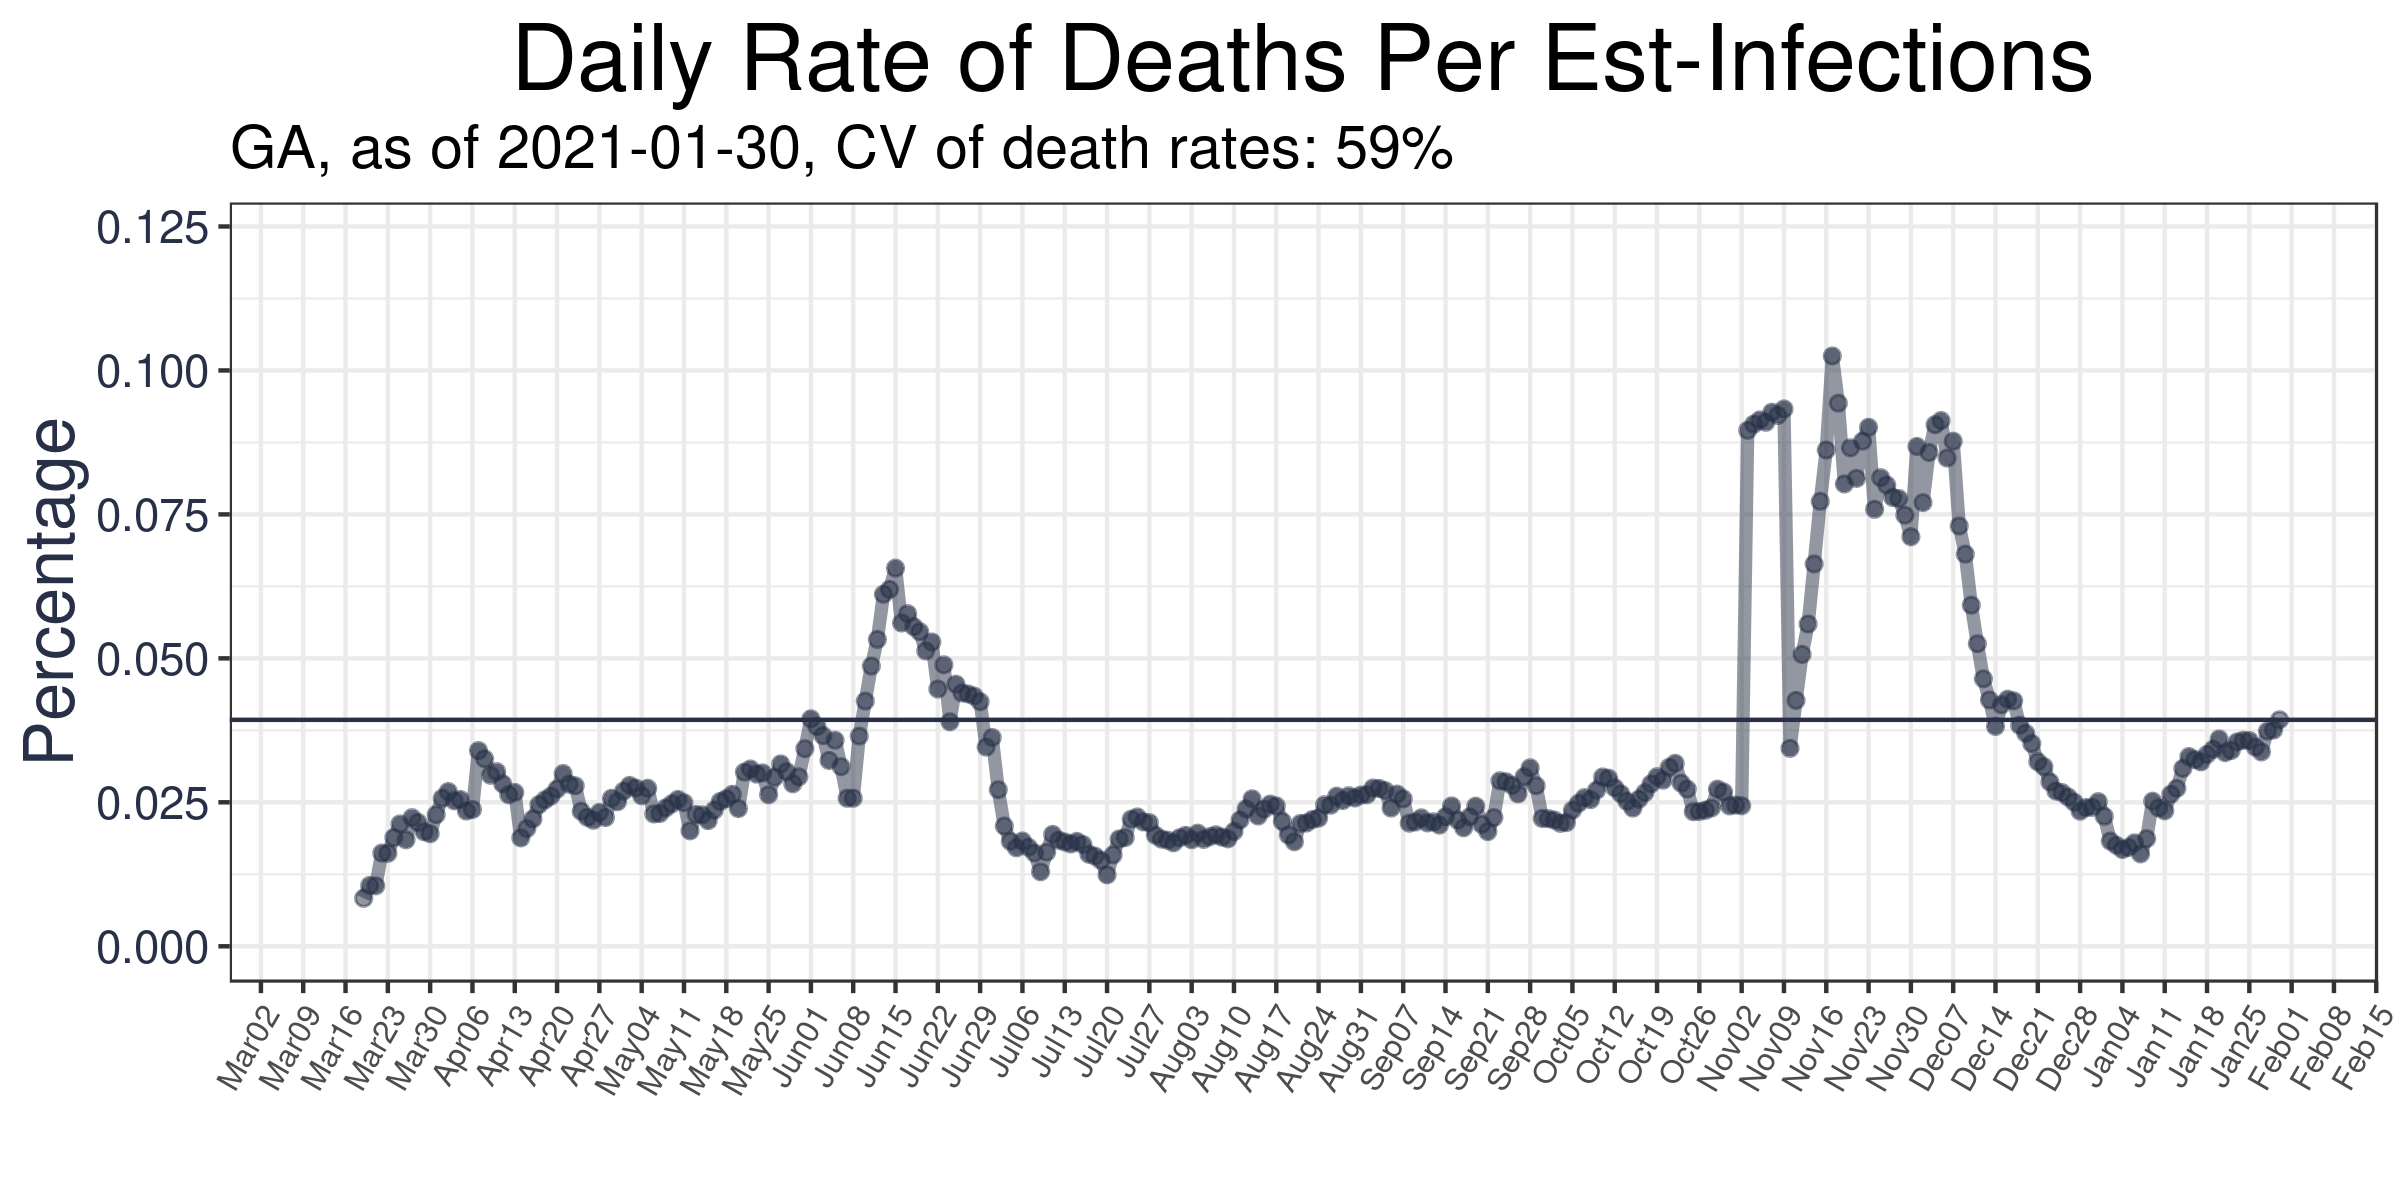 Daily Rate of Deaths Per Est-Infections
GA, as of 2021-01-30, CV of death rates: 59%
Percentage
0.125
0.100
0.075
0.050
0.025
0.000
Mar02
Mar09
Mar16
Mar23
Mar30
Apr06
Apr13
Apr20
Apr27
May04
May11
May18
May25
Jun01
Jun08
Jun15
Jun22
Jun29
Jul06
Jul13
Jul20
Jul27
Aug03
Aug10
Aug17
Aug24
Aug31
Sep07
Sep14
Sep21
Sep28
Oct05
Oct12
Oct19
Oct26
Nov02
Nov09
Nov16
Nov23
Nov30
Dec07
Dec14
Dec21
Dec28
Jan04
Jan11
Jan18
Jan25
Feb01
Feb08
Feb15